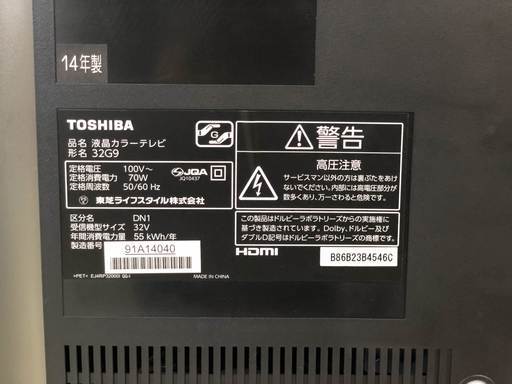 14年製
TOSHIBA
品名 液晶カラーテレビ
形名 32G9
定格電圧 100V~
定格消費電力 70W
定格周波数 50/60 Hz
JQA
JQ10437
東芝ライフスタイル株式会社
区分名 DN1
受信機型サイズ 32V
年間消費電力量 55 kWh/年
製造番号
91A14040
>PET<
MADE IN CHINA
警告
高圧注意
サービスマン以外の方は裏ぶたをあけないでください。内部には高電圧部分が数多くあり、万一さわると危険です。
この製品はドルビーラボラトリーズからの実施権に
基づき製造されています。Dolby、ドルビー及び
ダブルD記号はドルビーラボラトリーズの商標です。
HDMI
B86B23B4546C